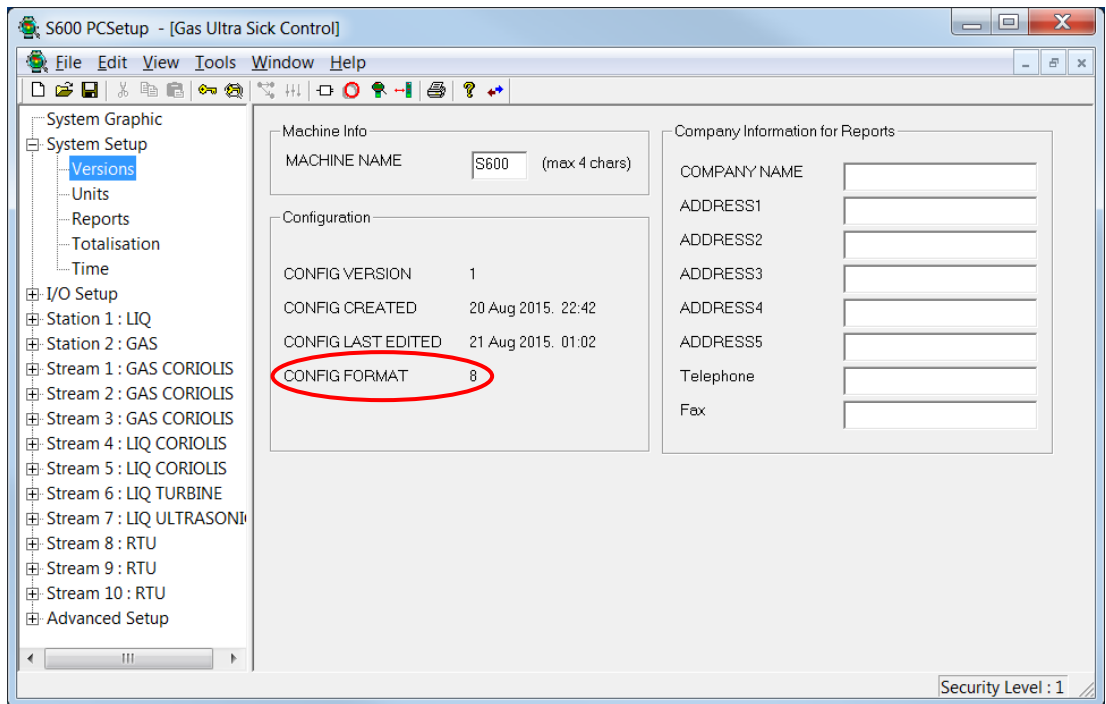 S600 PCSetup - [Gas Ultra Sick Control]
File Edit View Tools Window Help
System Graphic
System Setup
Versions
Units
Reports
Totalisation
Time
I/O Setup
Station 1 : LIQ
Station 2 : GAS
Stream 1 : GAS CORIOLIS
Stream 2 : GAS CORIOLIS
Stream 3 : GAS CORIOLIS
Stream 4 : LIQ CORIOLIS
Stream 5 : LIQ CORIOLIS
Stream 6 : LIQ TURBINE
Stream 7 : LIQ ULTRASONI
Stream 8 : RTU
Stream 9 : RTU
Stream 10 : RTU
Advanced Setup
Machine Info
MACHINE NAME S600 (max 4 chars)
Configuration
CONFIG VERSION 1
CONFIG CREATED 20 Aug 2015. 22:42
CONFIG LAST EDITED 21 Aug 2015. 01:02
CONFIG FORMAT 8
Company Information for Reports
COMPANY NAME
ADDRESS1
ADDRESS2
ADDRESS3
ADDRESS4
ADDRESS5
Telephone
Fax
Security Level : 1